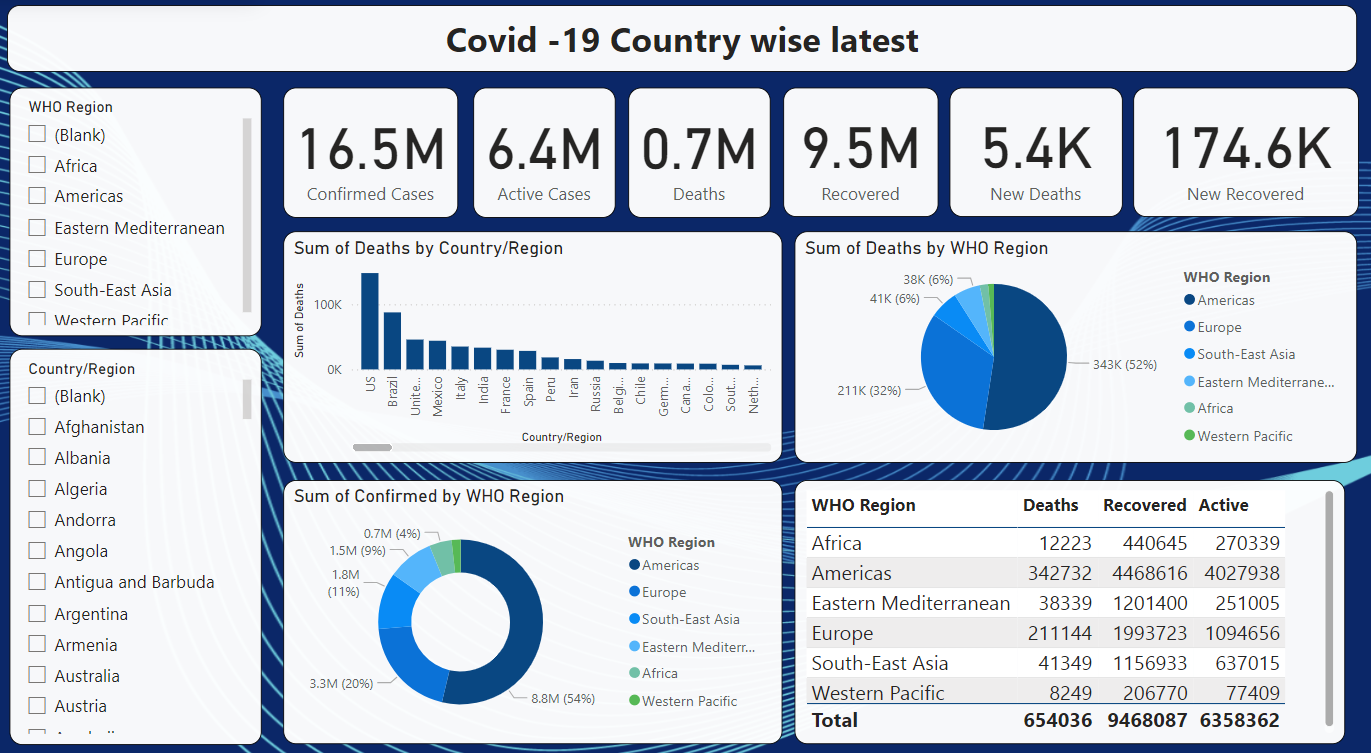 Covid -19 Country wise latest
WHO Region
(Blank)
Africa
Americas
Eastern Mediterranean
Europe
South-East Asia
Western Pacific
Country/Region
(Blank)
Afghanistan
Albania
Algeria
Andorra
Angola
Antigua and Barbuda
Argentina
Armenia
Australia
Austria
16.5M
Confirmed Cases
6.4M
Active Cases
0.7M
Deaths
9.5M
Recovered
5.4K
New Deaths
174.6K
New Recovered
Sum of Deaths by Country/Region
Sum of Deaths
100K
0K
US
Brazil
Unite...
Mexico
Italy
India
France
Spain
Peru
Iran
Russia
Belgi...
Chile
Germ...
Cana...
Colo...
Sout...
Neth...
Country/Region
Sum of Deaths by WHO Region
38K (6%)
41K (6%)
211K (32%)
343K (52%)
WHO Region
Americas
Europe
South-East Asia
Eastern Mediterrane...
Africa
Western Pacific
Sum of Confirmed by WHO Region
0.7M (4%)
1.5M (9%)
1.8M
(11%)
3.3M (20%)
8.8M (54%)
WHO Region
Americas
Europe
South-East Asia
Eastern Mediterr...
Africa
Western Pacific
WHO Region Deaths Recovered Active
Africa 12223 440645 270339
Americas 342732 4468616 4027938
Eastern Mediterranean 38339 1201400 251005
Europe 211144 1993723 1094656
South-East Asia 41349 1156933 637015
Western Pacific 8249 206770 77409
Total 654036 9468087 6358362